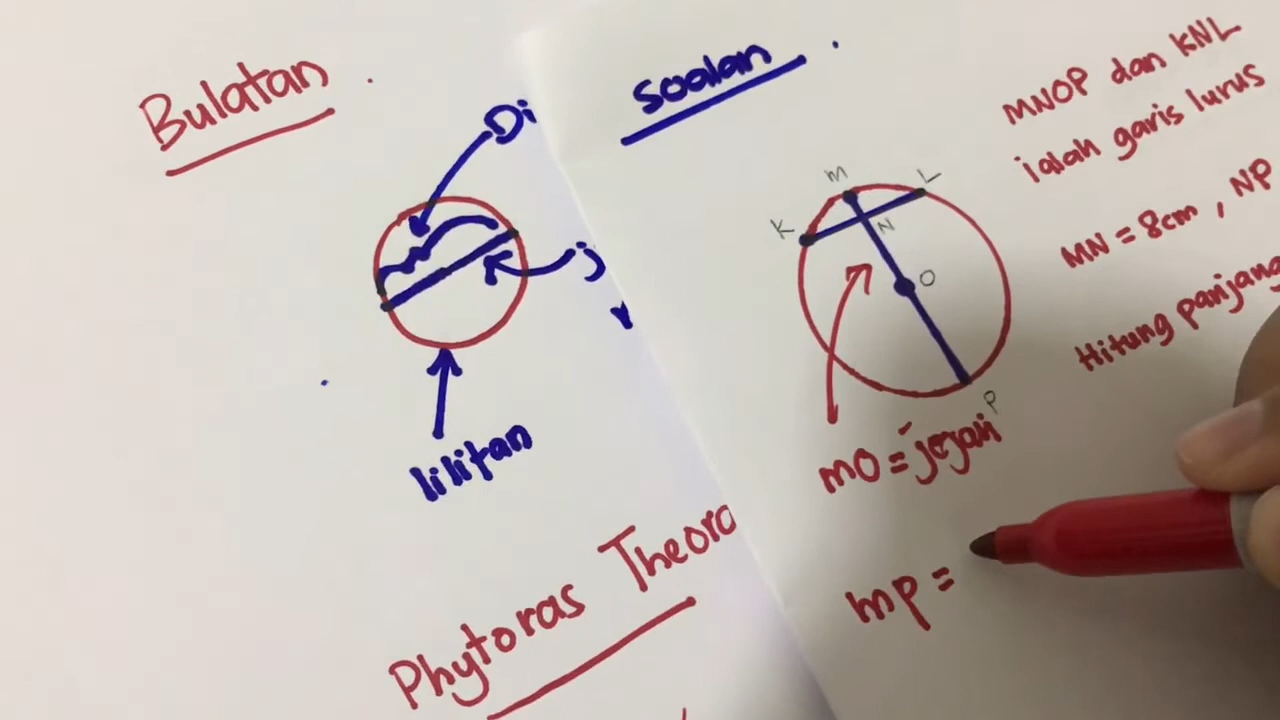 Bulatan
Di
j
lilitan
Phytoras Theora
Soalan
M
L
K
N
O
P
MNOP dan KNL
ialah garis lurus
MN = 8cm , NP
Hitung panjang
MO = jejari
MP =